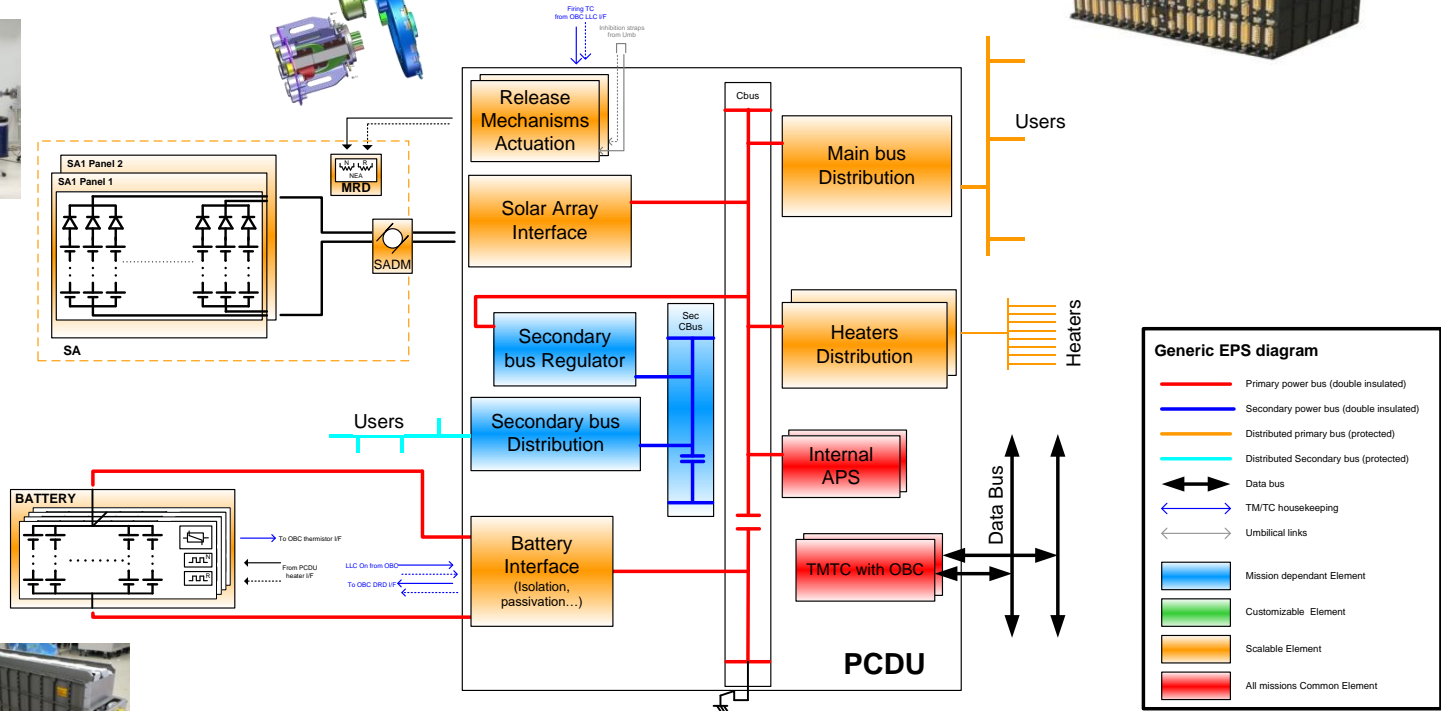 Firing TC
from OBC LLC I/F
Inhibition straps
from Umb
Release
Mechanisms
Actuation
Cbus
Main bus
Distribution
Users
SA1 Panel 2
SA1 Panel 1
N
R
NEA
MRD
SADM
SA
Solar Array
Interface
Secondary
bus Regulator
Sec
CBus
Heaters
Distribution
Heaters
Users
Secondary bus
Distribution
Internal
APS
Data Bus
TMTC with OBC
BATTERY
N
R
To OBC thermistor I/F
From PCDU
heater I/F
LLC On from OBC
To OBC DRD I/F
Battery
Interface
(Isolation,
passivation…)
PCDU
Generic EPS diagram
Primary power bus (double insulated)
Secondary power bus (double insulated)
Distributed primary bus (protected)
Distributed Secondary bus (protected)
Data bus
TM/TC housekeeping
Umbilical links
Mission dependant Element
Customizable Element
Scalable Element
All missions Common Element